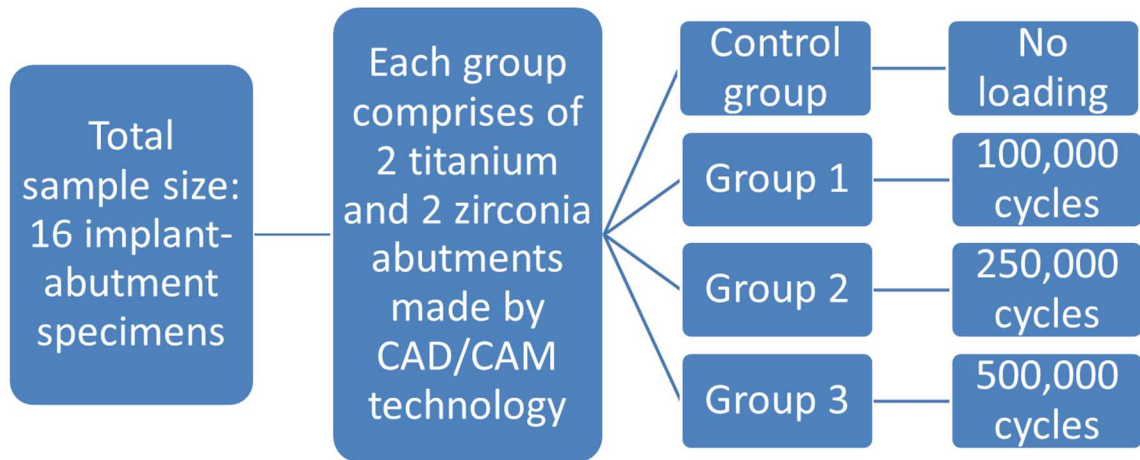 Total
sample size:
16 implant-
abutment
specimens
Each group
comprises of
2 titanium
and 2 zirconia
abutments
made by
CAD/CAM
technology
Control
group
No
loading
Group 1
100,000
cycles
Group 2
250,000
cycles
Group 3
500,000
cycles